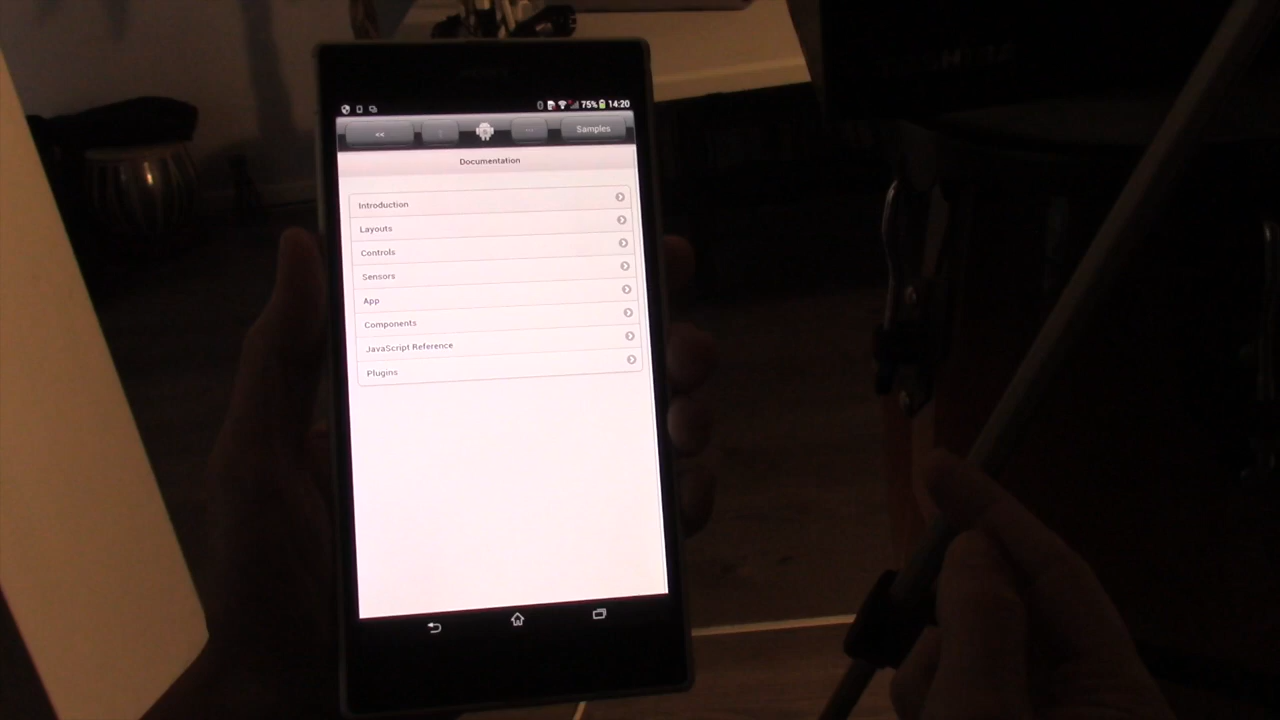 75% 14:20
<< Samples
Documentation
Introduction
Layouts
Controls
Sensors
App
Components
JavaScript Reference
Plugins